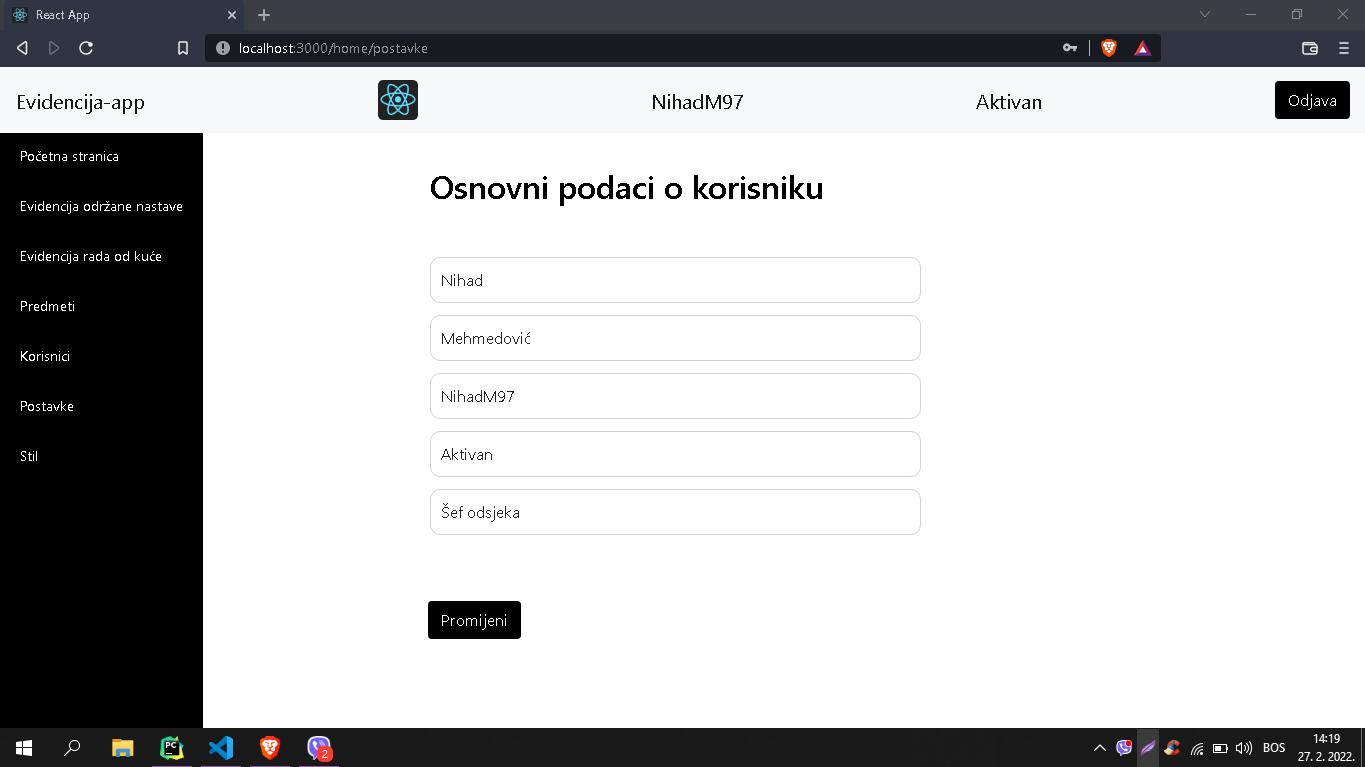 React App
localhost:3000/home/postavke
Evidencija-app
NihadM97
Aktivan
Odjava
Početna stranica
Evidencija održane nastave
Evidencija rada od kuće
Predmeti
Korisnici
Postavke
Stil
Osnovni podaci o korisniku
Nihad
Mehmedović
NihadM97
Aktivan
Šef odsjeka
Promijeni
PC
2
BOS
14:19
27. 2. 2022.